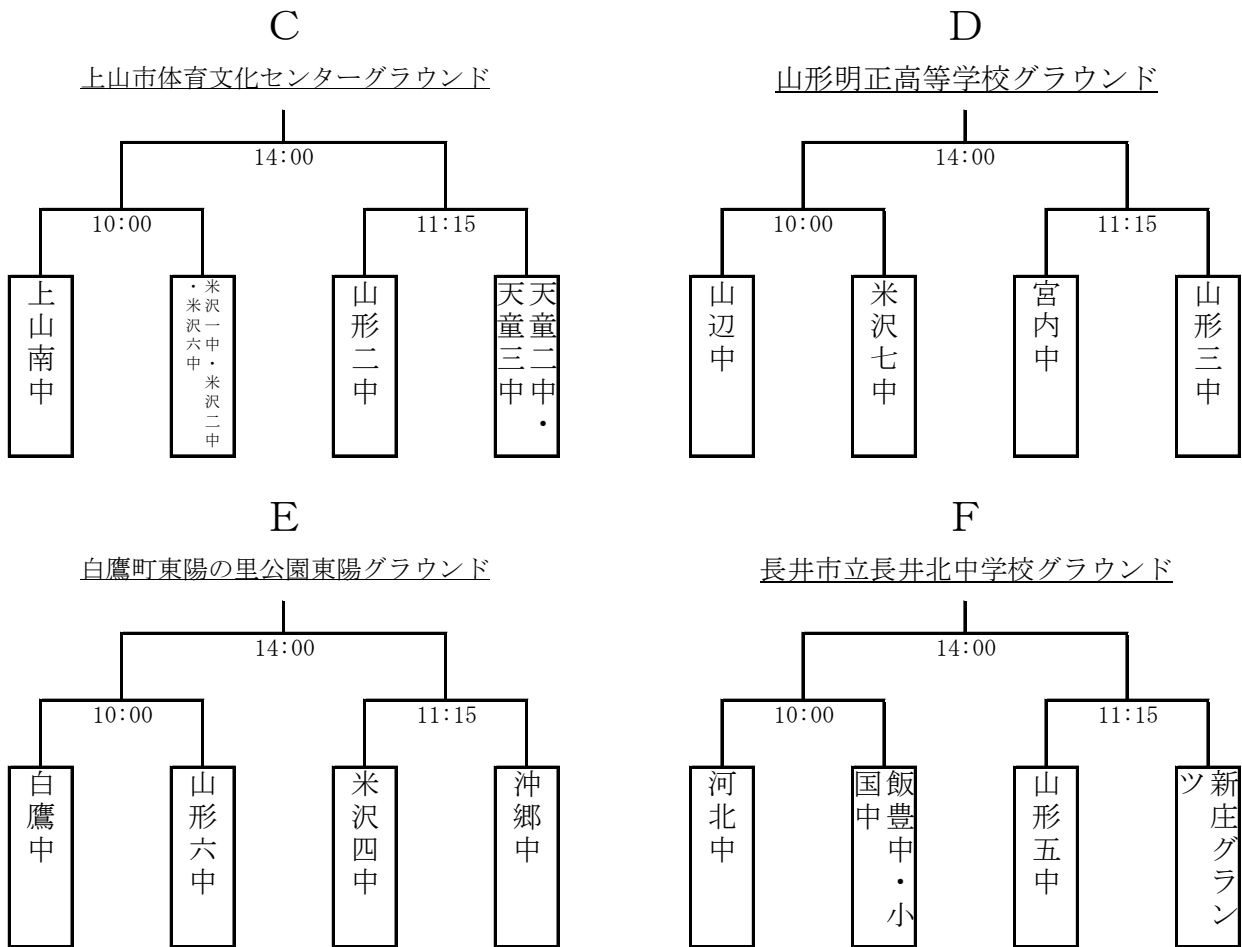 C
上山市体育文化センターグラウンド
14:00
10:00
11:15
上山南中
米沢一中・米沢二中
・米沢六中
山形二中
天童二中・
天童三中
D
山形明正高等学校グラウンド
14:00
10:00
11:15
山辺中
米沢七中
宮内中
山形三中
E
白鷹町東陽の里公園東陽グラウンド
14:00
10:00
11:15
白鷹中
山形六中
米沢四中
沖郷中
F
長井市立長井北中学校グラウンド
14:00
10:00
11:15
河北中
飯豊中・小
国中
山形五中
新庄グラン
ツ